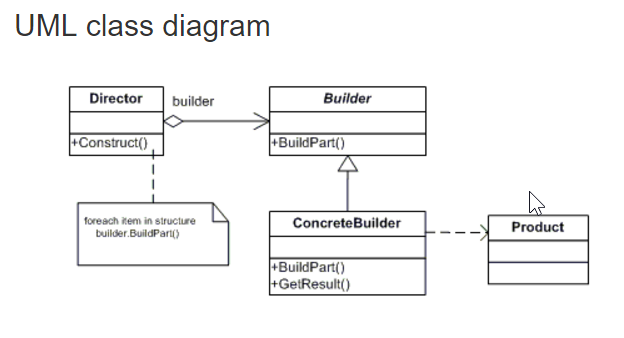 UML class diagram
Director
builder
Builder
+Construct()
+BuildPart()
foreach item in structure
builder.BuildPart()
ConcreteBuilder
+BuildPart()
+GetResult()
Product